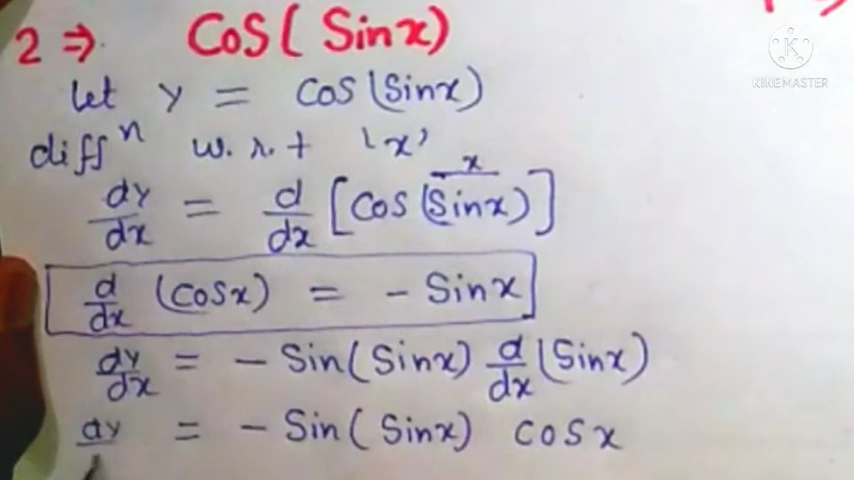 2 ⇒ Cos( Sinx)
KINEMASTER
let y = cos(Sinx)
diffⁿ w.r.t 'x'
x
dy/dx = d/dx [cos (Sinx)]
d/dx (cosx) = - Sinx
dy/dx = - Sin(Sinx) d/dx (Sinx)
dy = - Sin( Sinx) cosx